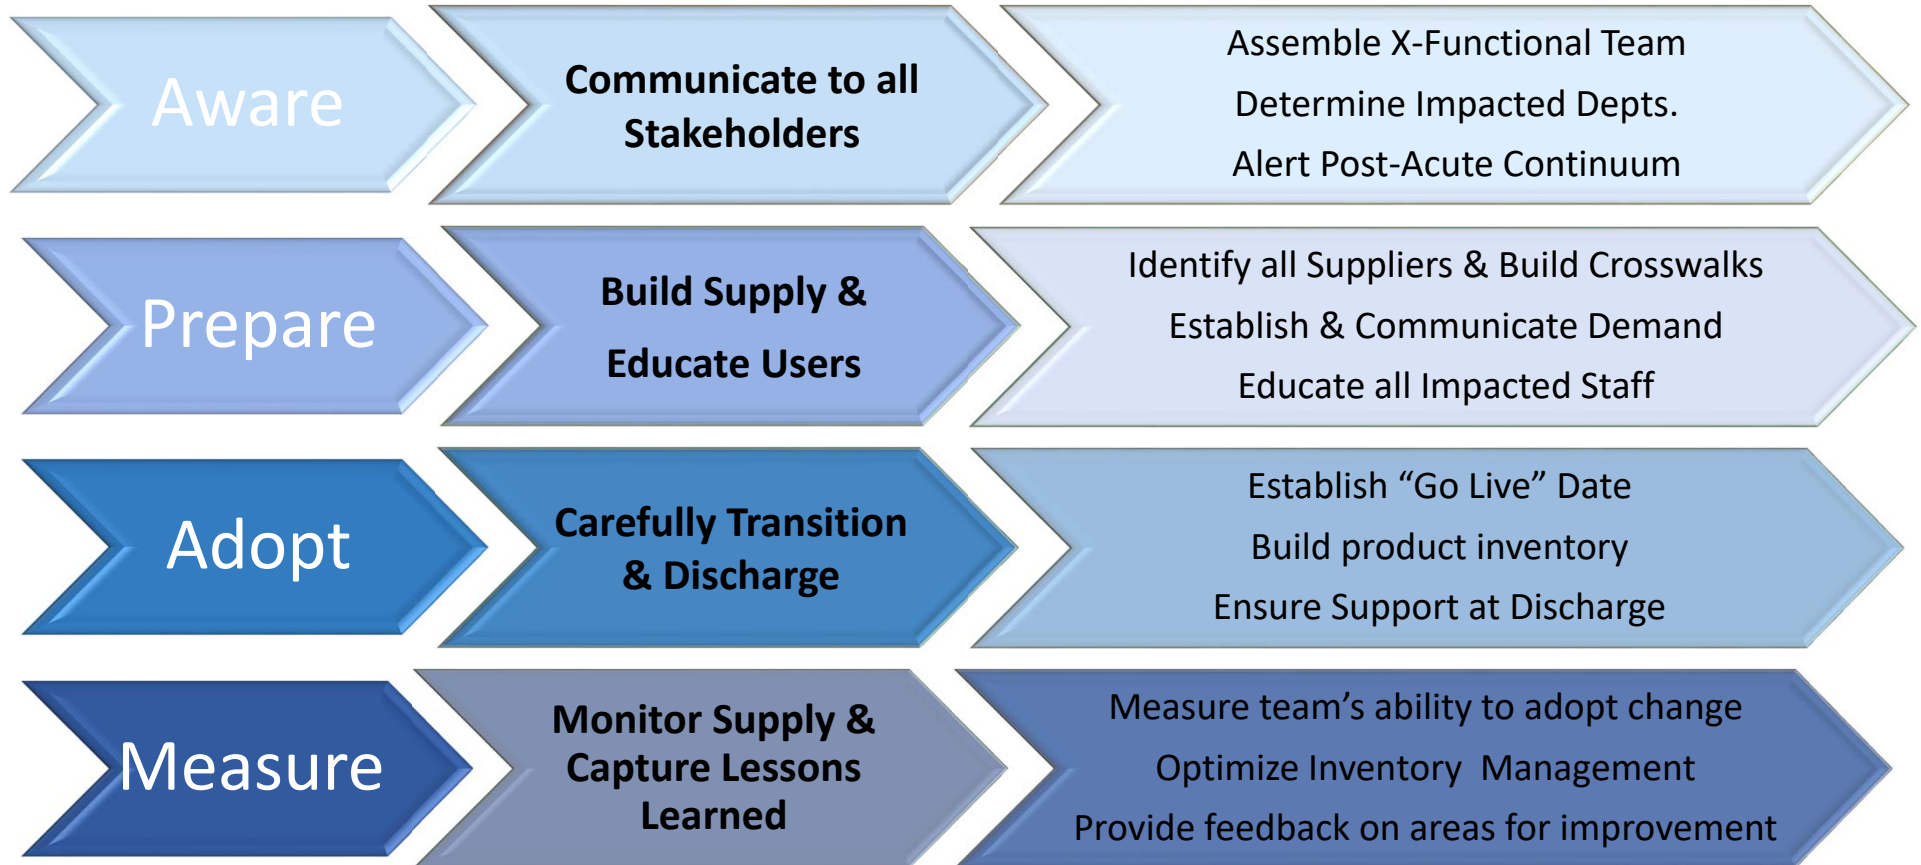 Aware
Communicate to all
Stakeholders
Assemble X-Functional Team
Determine Impacted Depts.
Alert Post-Acute Continuum
Prepare
Build Supply &
Educate Users
Identify all Suppliers & Build Crosswalks
Establish & Communicate Demand
Educate all Impacted Staff
Adopt
Carefully Transition
& Discharge
Establish “Go Live” Date
Build product inventory
Ensure Support at Discharge
Measure
Monitor Supply &
Capture Lessons
Learned
Measure team’s ability to adopt change
Optimize Inventory Management
Provide feedback on areas for improvement